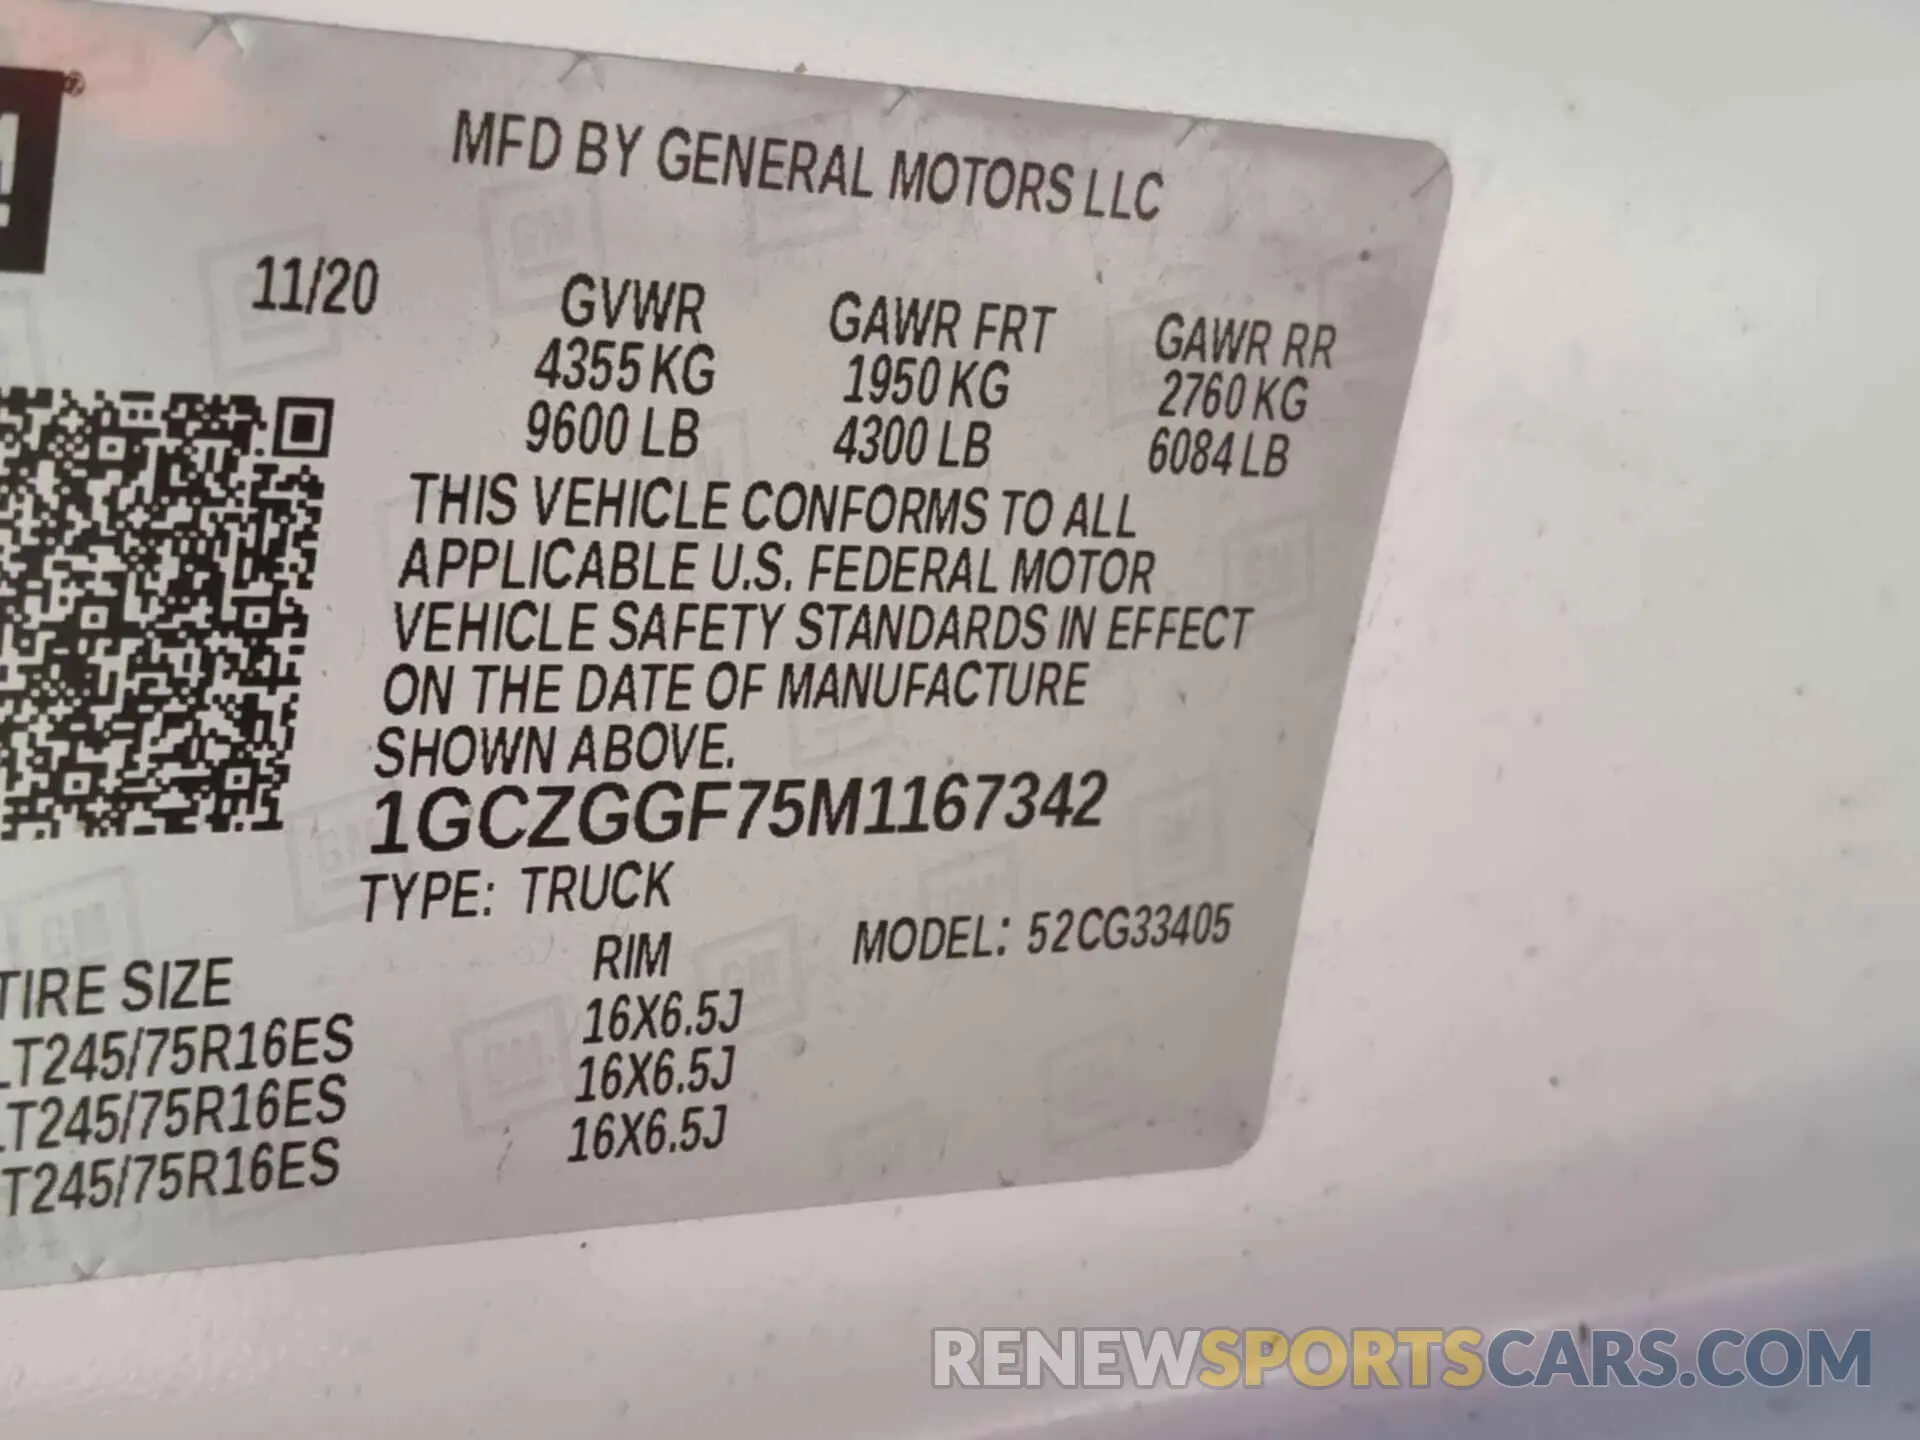 MFD BY GENERAL MOTORS LLC
11/20
GVWR GAWR FRT GAWR RR
4355 KG 1950 KG 2760 KG
9600 LB 4300 LB 6084 LB
THIS VEHICLE CONFORMS TO ALL
APPLICABLE U.S. FEDERAL MOTOR
VEHICLE SAFETY STANDARDS IN EFFECT
ON THE DATE OF MANUFACTURE
SHOWN ABOVE.
1GCZGGF75M1167342
TYPE: TRUCK
MODEL: 52CG33405
TIRE SIZE RIM
LT245/75R16ES 16X6.5J
LT245/75R16ES 16X6.5J
T245/75R16ES 16X6.5J
RENEWSPORTSCARS.COM